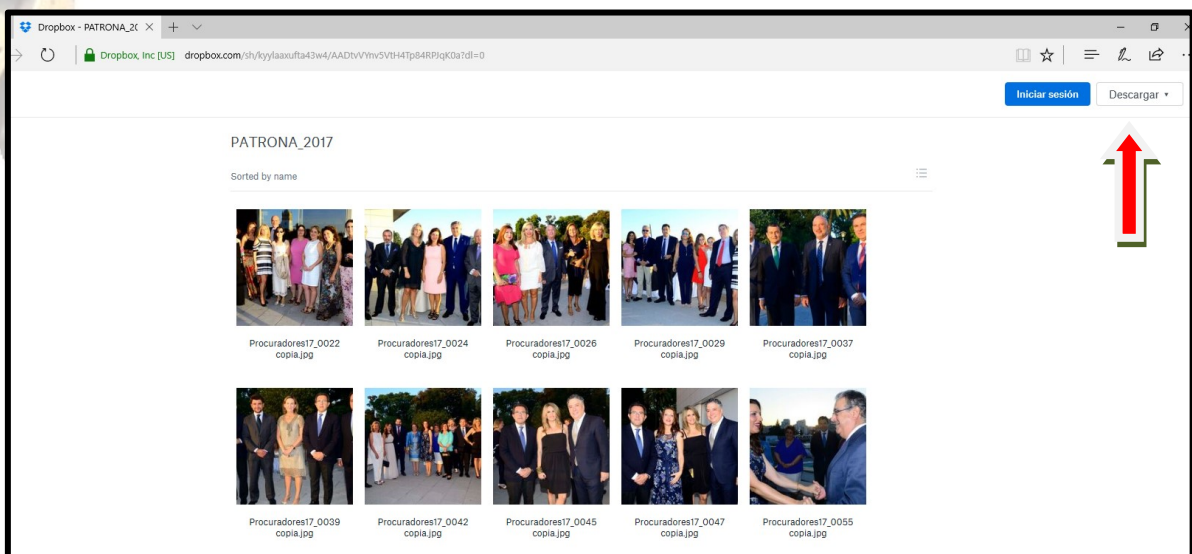 Dropbox - PATRONA_2(
Dropbox, Inc [US] dropbox.com/sh/kyylaaxufta43w4/AADtvVYnv5VtH4Tp84RPJqK0a?dl=0
Iniciar sesión Descargar
PATRONA_2017
Sorted by name
Procuradores17_0022 copia.jpg
Procuradores17_0024 copia.jpg
Procuradores17_0026 copia.jpg
Procuradores17_0029 copia.jpg
Procuradores17_0037 copia.jpg
Procuradores17_0039 copia.jpg
Procuradores17_0042 copia.jpg
Procuradores17_0045 copia.jpg
Procuradores17_0047 copia.jpg
Procuradores17_0055 copia.jpg